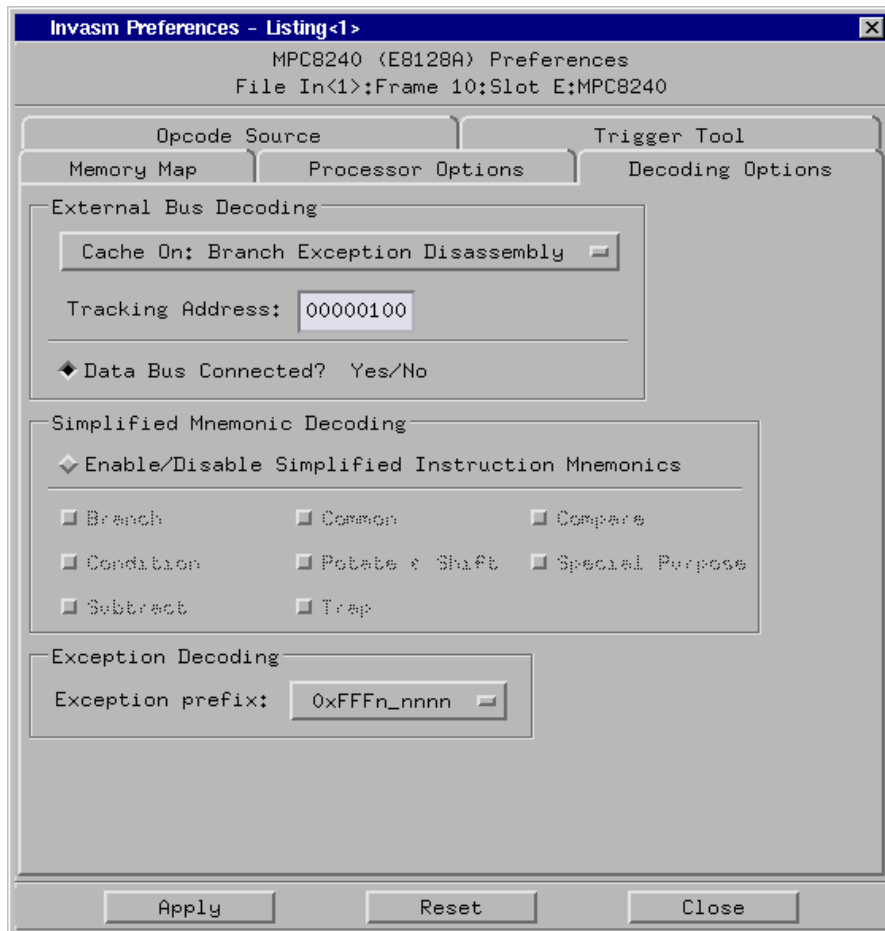 Invasm Preferences - Listing<1>
MPC8240 (E8128A) Preferences
File In<1>:Frame 10:Slot E:MPC8240
Opcode Source Trigger Tool
Memory Map Processor Options Decoding Options
External Bus Decoding
Cache On: Branch Exception Disassembly
Tracking Address: 00000100
Data Bus Connected? Yes/No
Simplified Mnemonic Decoding
Enable/Disable Simplified Instruction Mnemonics
Branch Common Compare
Condition Rotate & Shift Special Purpose
Subtract Trap
Exception Decoding
Exception prefix: 0xFFFn_nnnn
Apply Reset Close